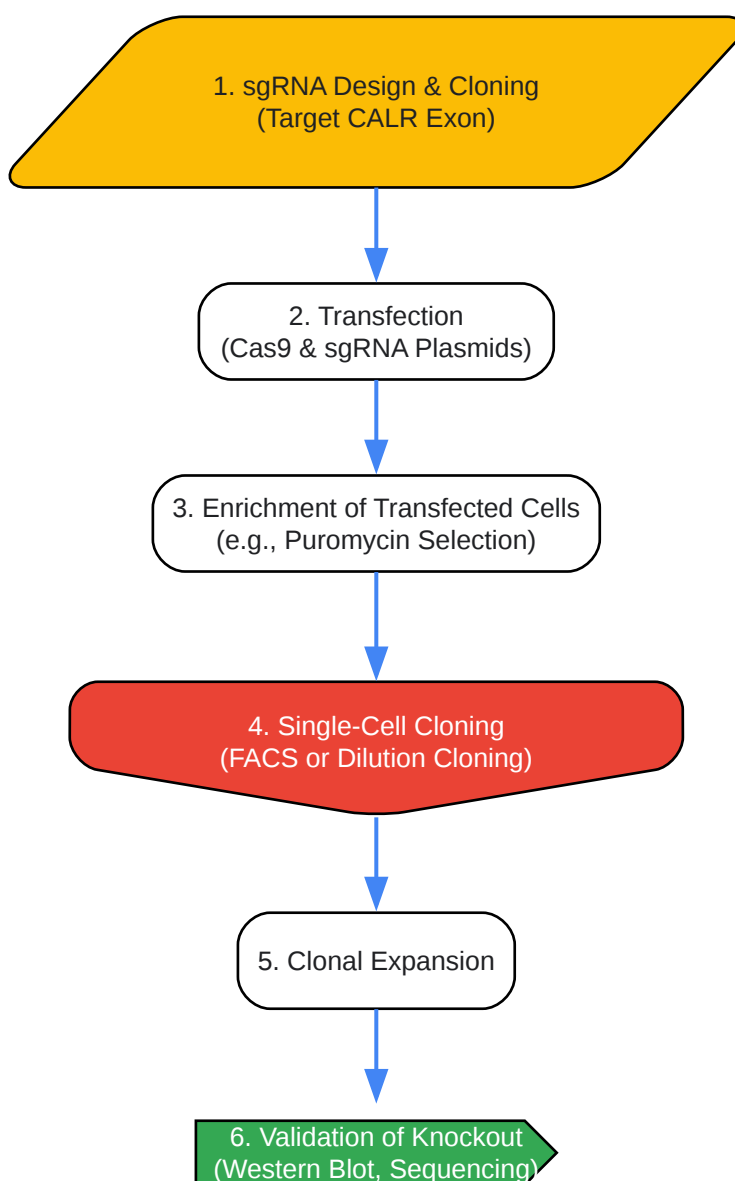 1. sgRNA Design & Cloning
(Target CALR Exon)
2. Transfection
(Cas9 & sgRNA Plasmids)
3. Enrichment of Transfected Cells
(e.g., Puromycin Selection)
4. Single-Cell Cloning
(FACS or Dilution Cloning)
5. Clonal Expansion
6. Validation of Knockout
(Western Blot, Sequencing)